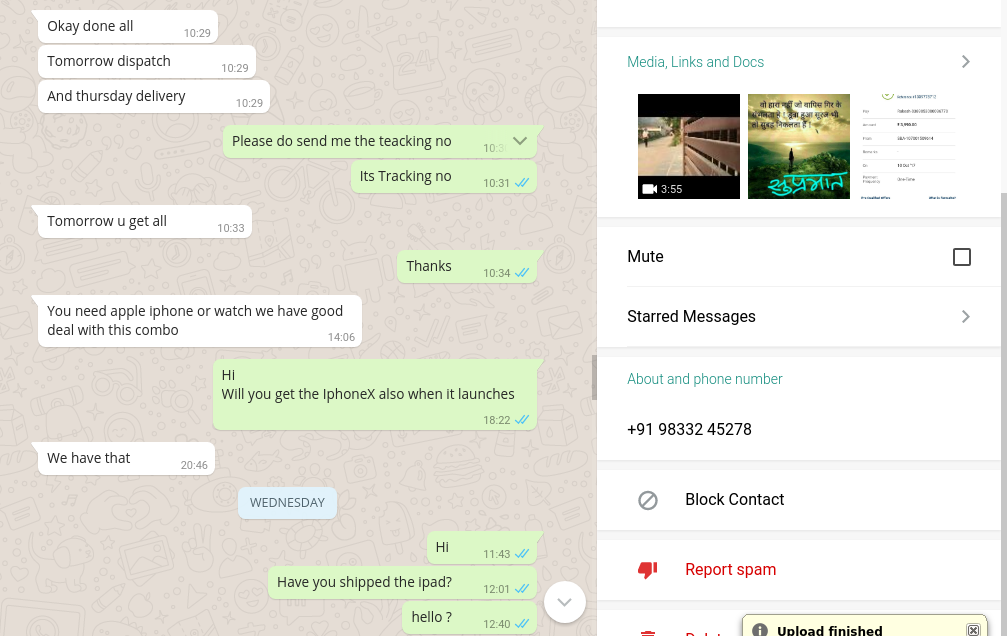 Okay done all
10:29
Tomorrow dispatch
10:29
And thursday delivery
10:29
Please do send me the teacking no
Its Tracking no
10:31
Tomorrow u get all
10:33
Thanks
10:34
You need apple iphone or watch we have good
deal with this combo
14:06
Hi
Will you get the IphoneX also when it launches
18:22
We have that
20:46
WEDNESDAY
Hi
11:43
Have you shipped the ipad?
12:01
hello ?
12:40
Media, Links and Docs
3:55
वो हारा नहीं जो वापिस गिर के
सुप्रभात
Amount
From
One-Time
Mute
Starred Messages
About and phone number
+91 98332 45278
Block Contact
Report spam
Upload finished